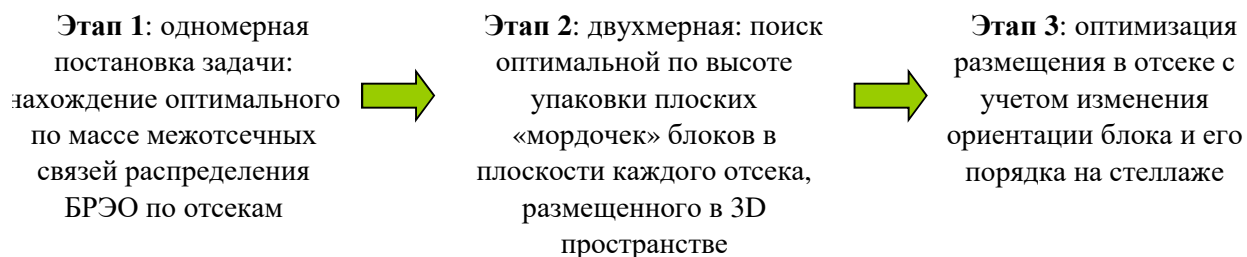 Этап 1: одномерная
постановка задачи:
нахождение оптимального
по массе межотсечных
связей распределения
БРЭО по отсекам
Этап 2: двухмерная: поиск
оптимальной по высоте
упаковки плоских
«мордочек» блоков в
плоскости каждого отсека,
размещенного в 3D
пространстве
Этап 3: оптимизация
размещения в отсеке с
учетом изменения
ориентации блока и его
порядка на стеллаже